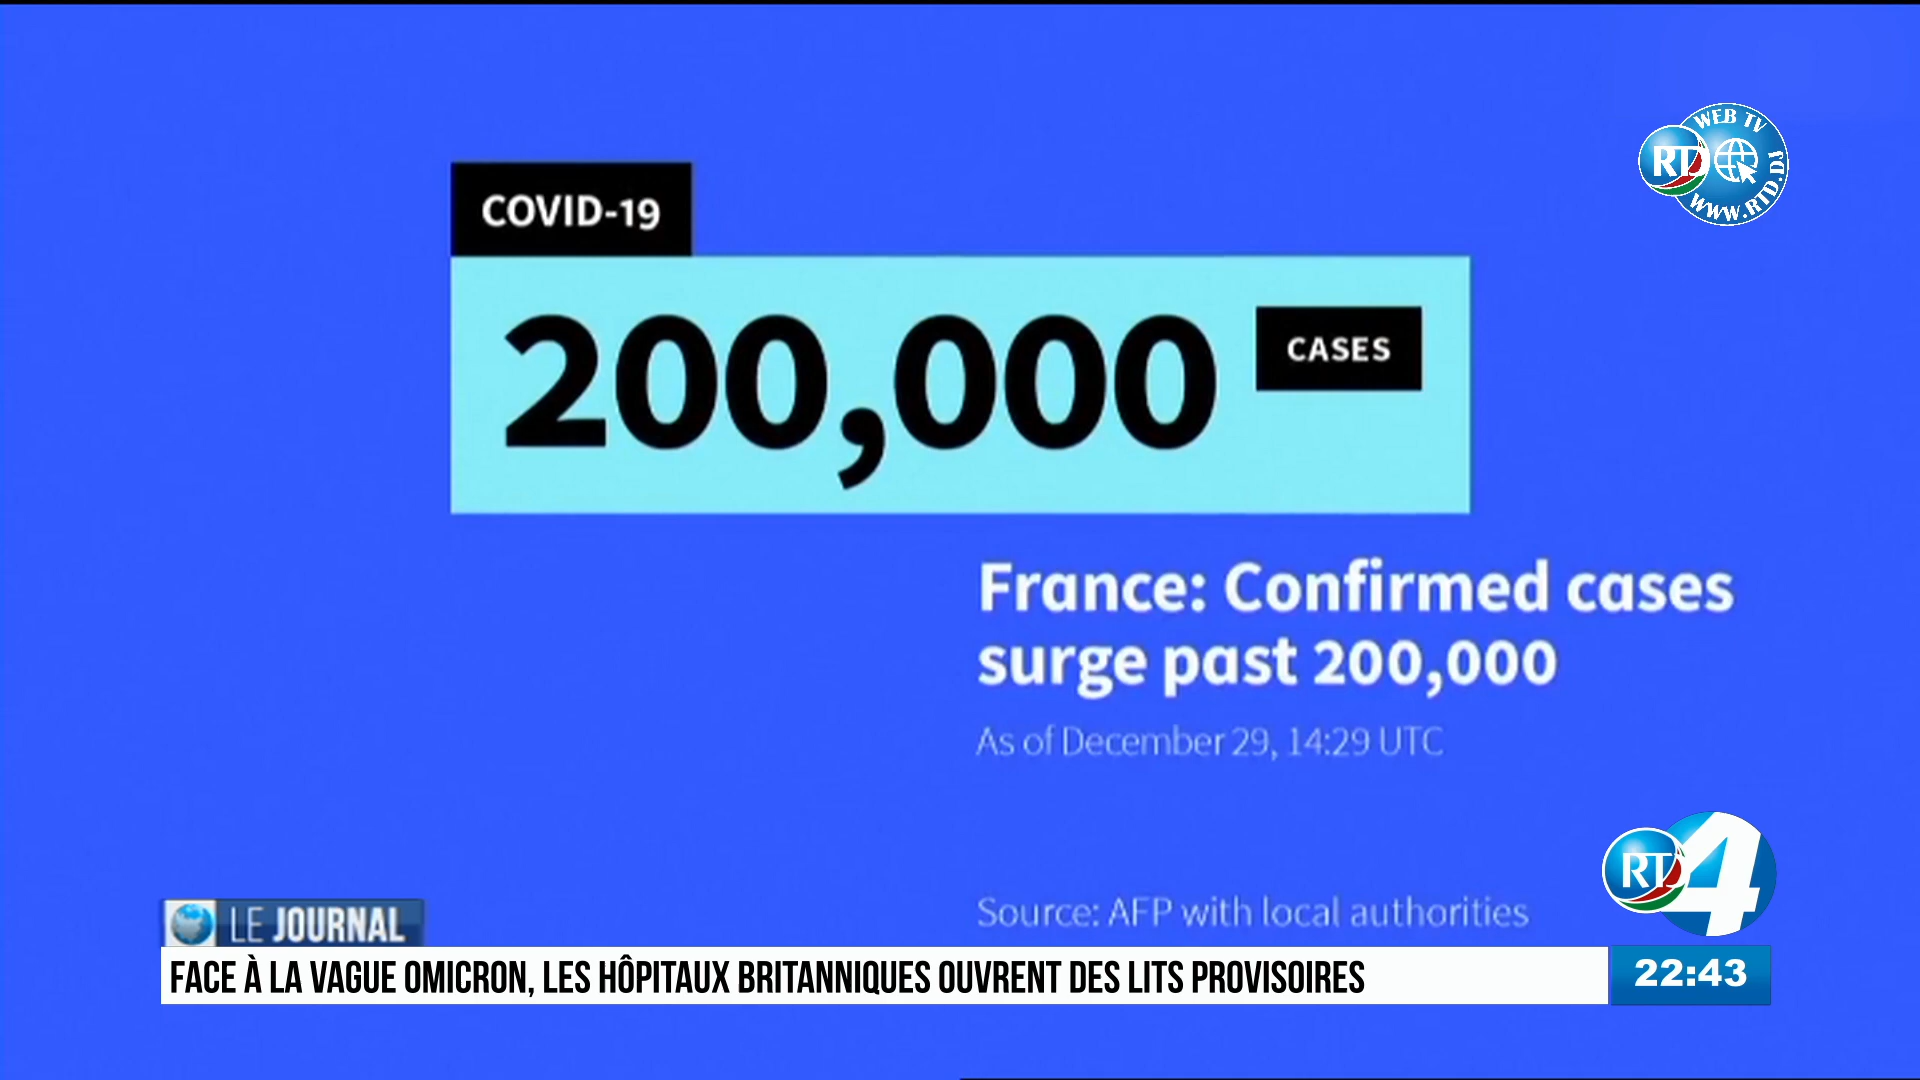 WEB TV
RTD
WWW.RTD.DJ
COVID-19
200,000
CASES
France: Confirmed cases
surge past 200,000
As of December 29, 14:29 UTC
Source: AFP with local authorities
RTD 4
LE JOURNAL
FACE À LA VAGUE OMICRON, LES HÔPITAUX BRITANNIQUES OUVRENT DES LITS PROVISOIRES
22:43